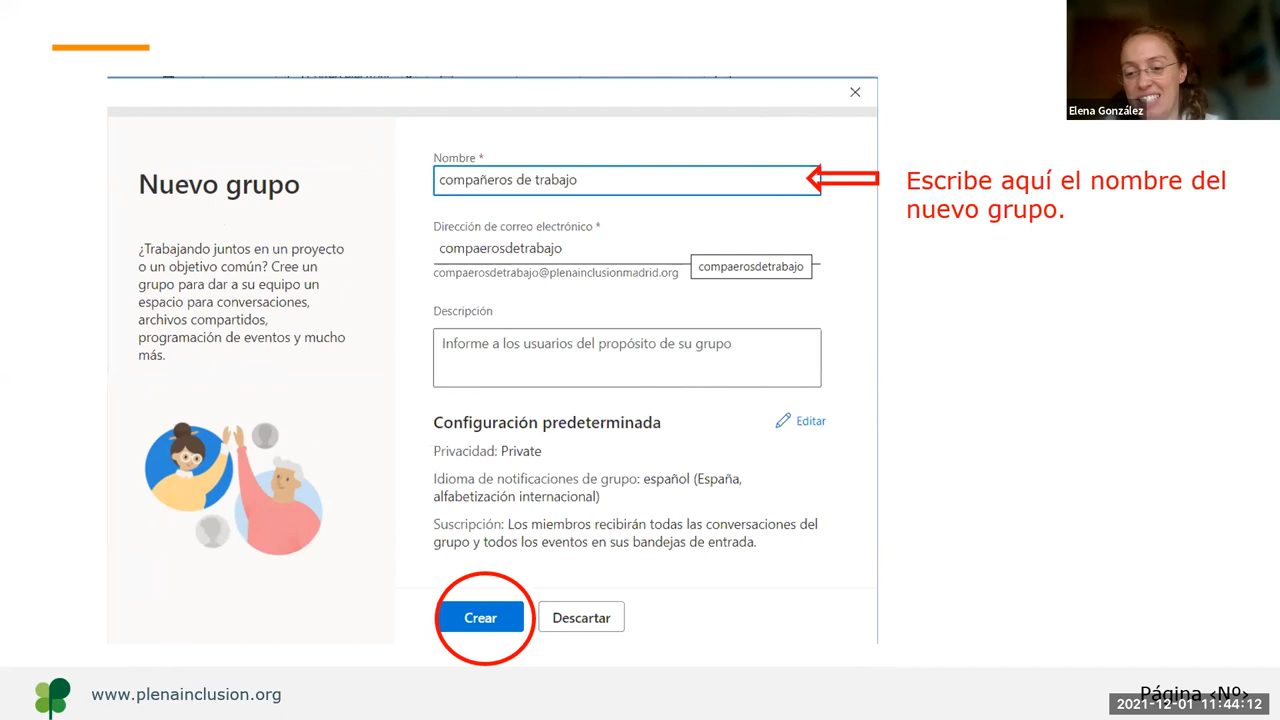 Elena González
Nombre *
compañeros de trabajo
Escribe aquí el nombre del
nuevo grupo.
Nuevo grupo
¿Trabajando juntos en un proyecto
o un objetivo común? Cree un
grupo para dar a su equipo un
espacio para conversaciones,
archivos compartidos,
programación de eventos y mucho
más.
Dirección de correo electrónico *
compaerosdetrabajo
compaerosdetrabajo
compaerosdetrabajo@plenainclusionmadrid.org
Descripción
Informe a los usuarios del propósito de su grupo
Configuración predeterminada
Editar
Privacidad: Private
Idioma de notificaciones de grupo: español (España,
alfabetización internacional)
Suscripción: Los miembros recibirán todas las conversaciones del
grupo y todos los eventos en sus bandejas de entrada.
Crear
Descartar
www.plenainclusion.org
Página ‹Nº›
2021-12-01 11:44:12